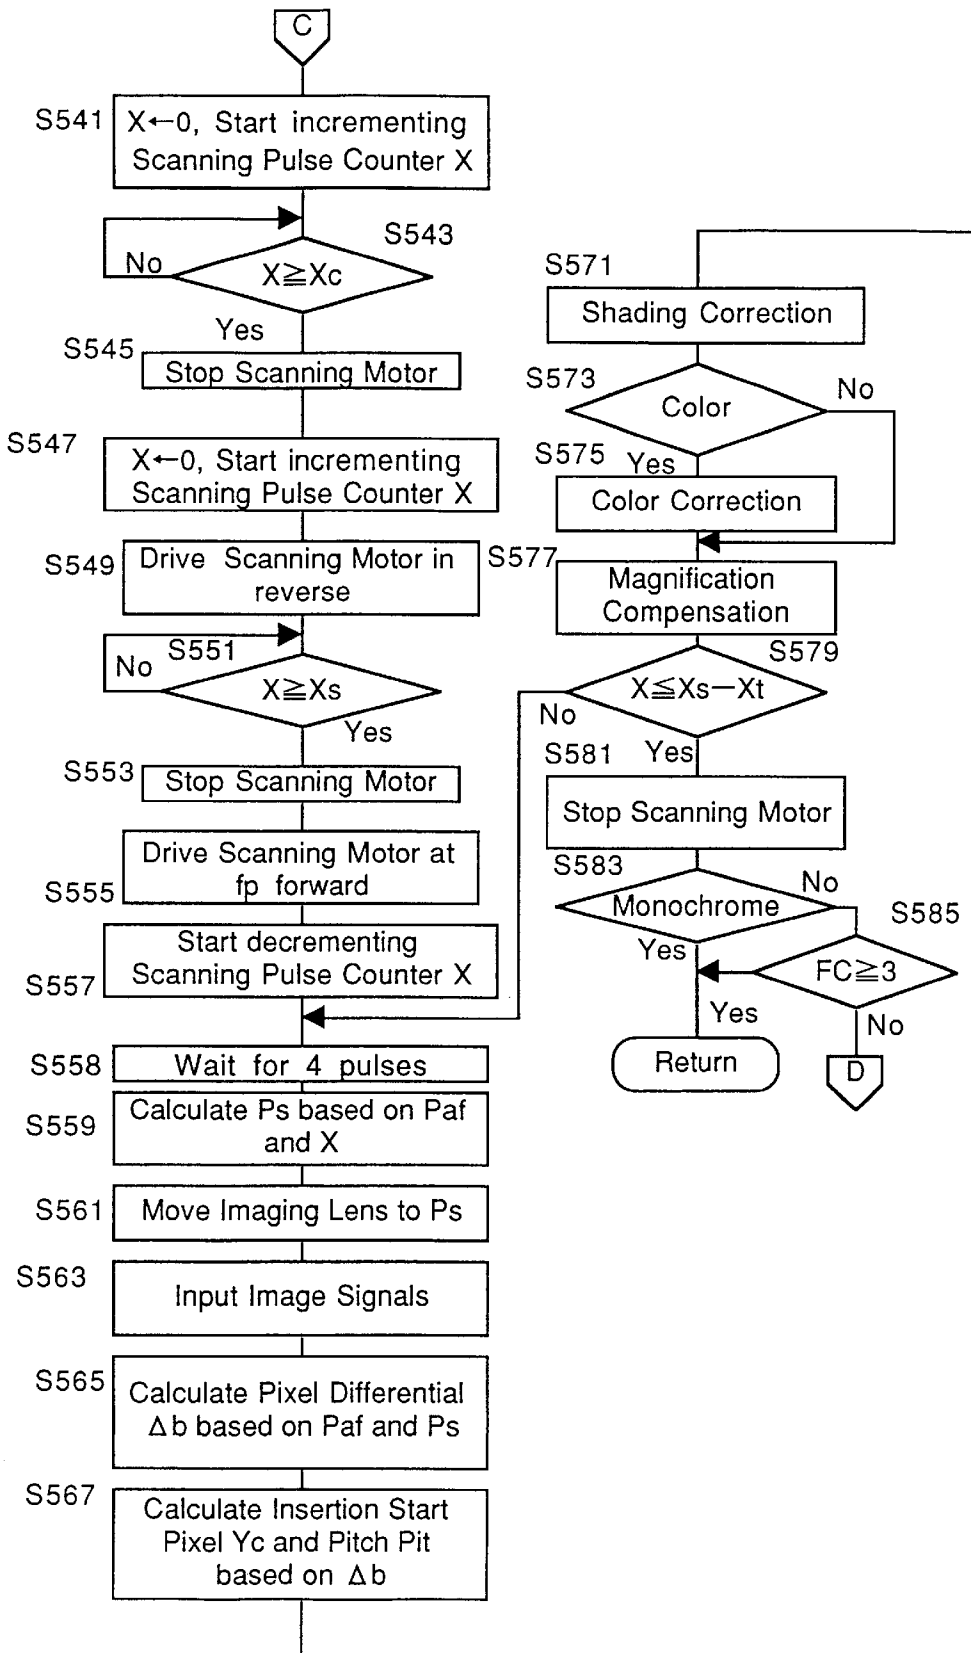 C
S541
X←0, Start incrementing
Scanning Pulse Counter X
S543
X≧Xc
No
Yes
S545
Stop Scanning Motor
S547
X←0, Start incrementing
Scanning Pulse Counter X
S549
Drive Scanning Motor in
reverse
S551
No
X≧Xs
Yes
S553
Stop Scanning Motor
S555
Drive Scanning Motor at
fp forward
S557
Start decrementing
Scanning Pulse Counter X
S558
Wait for 4 pulses
S559
Calculate Ps based on Paf
and X
S561
Move Imaging Lens to Ps
S563
Input Image Signals
S565
Calculate Pixel Differential
Δb based on Paf and Ps
S567
Calculate Insertion Start
Pixel Yc and Pitch Pit
based on Δb
S571
Shading Correction
S573
Color
No
Yes
S575
Color Correction
S577
Magnification
Compensation
S579
X≦Xs−Xt
No
Yes
S581
Stop Scanning Motor
S583
Monochrome
No
Yes
S585
FC≧3
Yes
No
Return
D